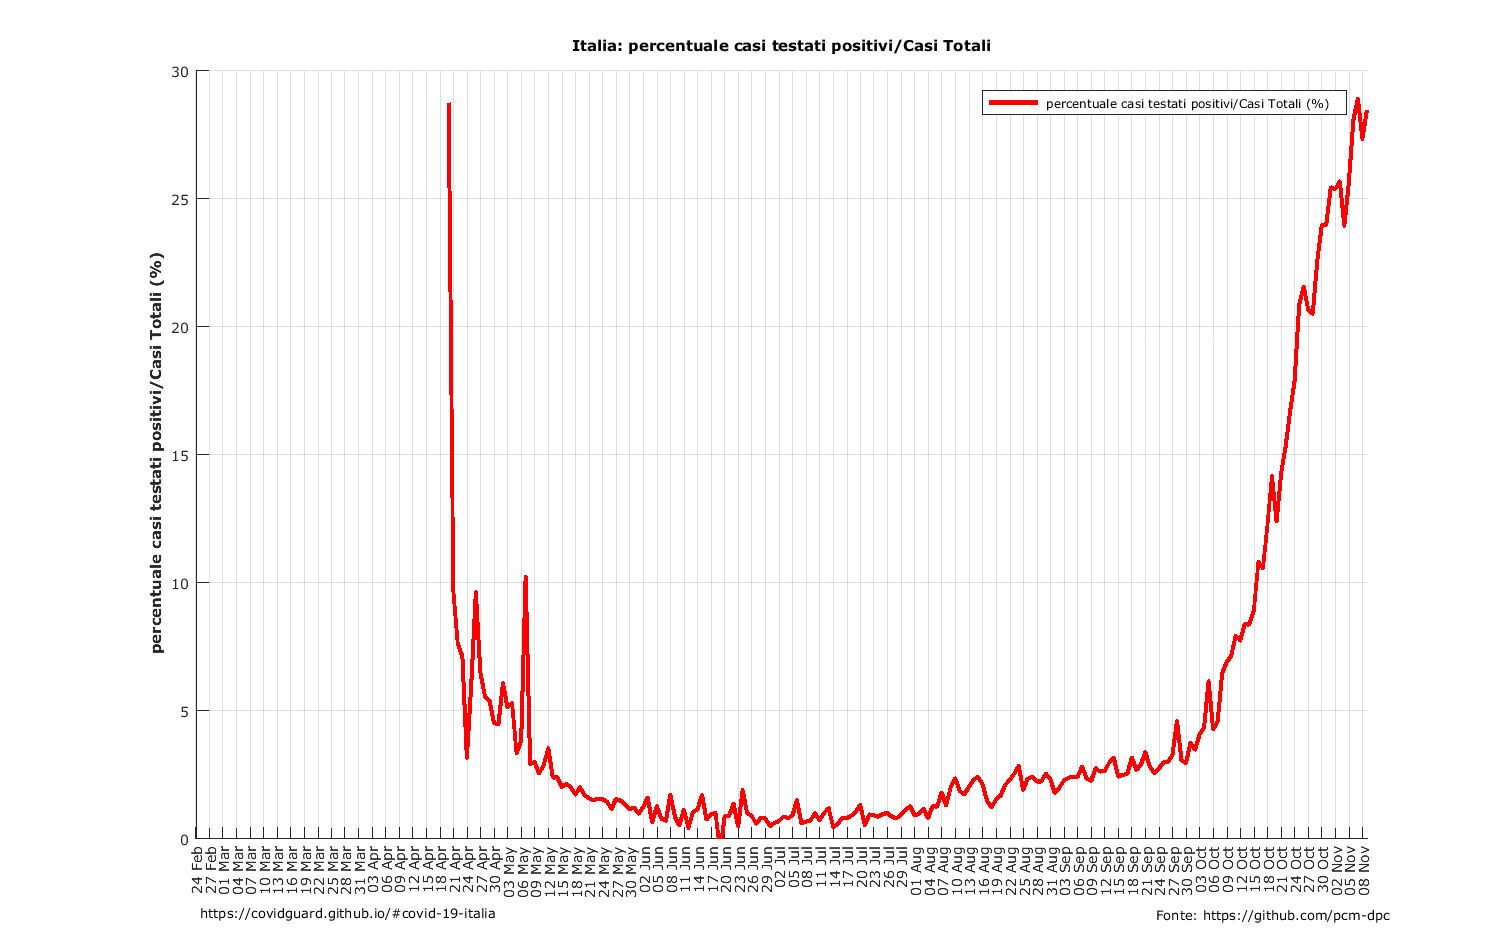 Italia: percentuale casi testati positivi/Casi Totali
percentuale casi testati positivi/Casi Totali (%)
percentuale casi testati positivi/Casi Totali (%)
30
25
20
15
10
5
0
24 Feb
27 Feb
01 Mar
04 Mar
07 Mar
10 Mar
13 Mar
16 Mar
19 Mar
22 Mar
25 Mar
28 Mar
31 Mar
03 Apr
06 Apr
09 Apr
12 Apr
15 Apr
18 Apr
21 Apr
24 Apr
27 Apr
30 Apr
03 May
06 May
09 May
12 May
15 May
18 May
21 May
24 May
27 May
30 May
02 Jun
05 Jun
08 Jun
11 Jun
14 Jun
17 Jun
20 Jun
23 Jun
26 Jun
29 Jun
02 Jul
05 Jul
08 Jul
11 Jul
14 Jul
17 Jul
20 Jul
23 Jul
26 Jul
29 Jul
01 Aug
04 Aug
07 Aug
10 Aug
13 Aug
16 Aug
19 Aug
22 Aug
25 Aug
28 Aug
31 Aug
03 Sep
06 Sep
09 Sep
12 Sep
15 Sep
18 Sep
21 Sep
24 Sep
27 Sep
30 Sep
03 Oct
06 Oct
09 Oct
12 Oct
15 Oct
18 Oct
21 Oct
24 Oct
27 Oct
30 Oct
02 Nov
05 Nov
08 Nov
https://covidguard.github.io/#covid-19-italia
Fonte: https://github.com/pcm-dpc